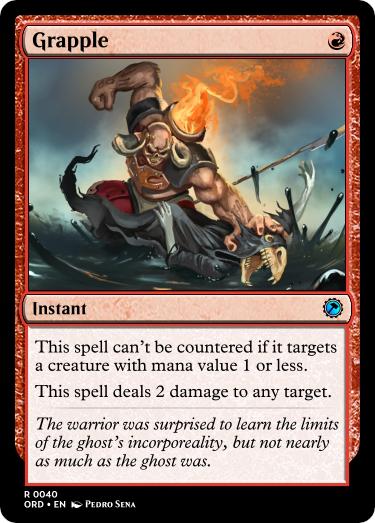 Grapple
Instant
This spell can't be countered if it targets
a creature with mana value 1 or less.
This spell deals 2 damage to any target.
The warrior was surprised to learn the limits
of the ghost's incorporeality, but not nearly
as much as the ghost was.
R 0040
ORD • EN Pedro Sena